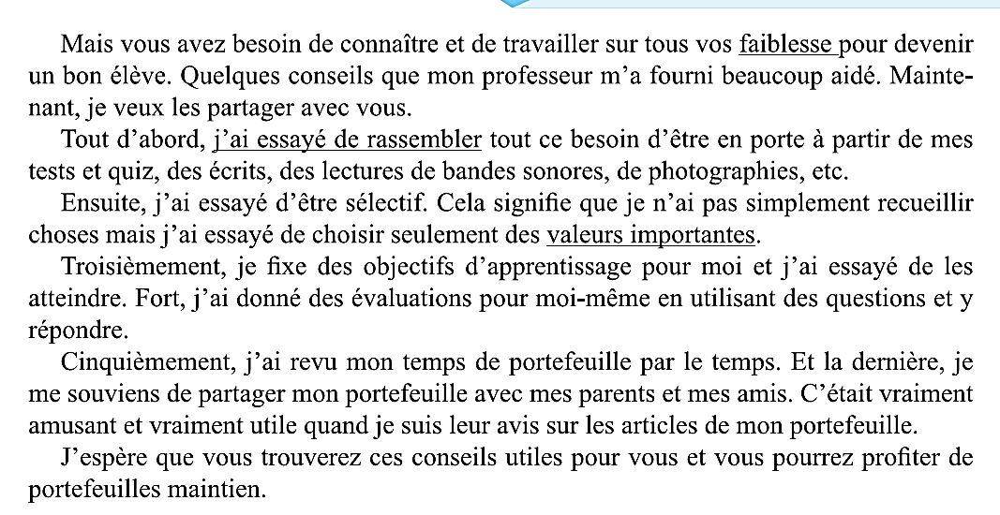 Mais vous avez besoin de connaître et de travailler sur tous vos faiblesse pour devenir
un bon élève. Quelques conseils que mon professeur m’a fourni beaucoup aidé. Mainte-
nant, je veux les partager avec vous.
Tout d’abord, j’ai essayé de rassembler tout ce besoin d’être en porte à partir de mes
tests et quiz, des écrits, des lectures de bandes sonores, de photographies, etc.
Ensuite, j’ai essayé d’être sélectif. Cela signifie que je n’ai pas simplement recueillir
choses mais j’ai essayé de choisir seulement des valeurs importantes.
Troisièmement, je fixe des objectifs d’apprentissage pour moi et j’ai essayé de les
atteindre. Fort, j’ai donné des évaluations pour moi-même en utilisant des questions et y
répondre.
Cinquièmement, j’ai revu mon temps de portefeuille par le temps. Et la dernière, je
me souviens de partager mon portefeuille avec mes parents et mes amis. C’était vraiment
amusant et vraiment utile quand je suis leur avis sur les articles de mon portefeuille.
J’espère que vous trouverez ces conseils utiles pour vous et vous pourrez profiter de
portefeuilles maintien.